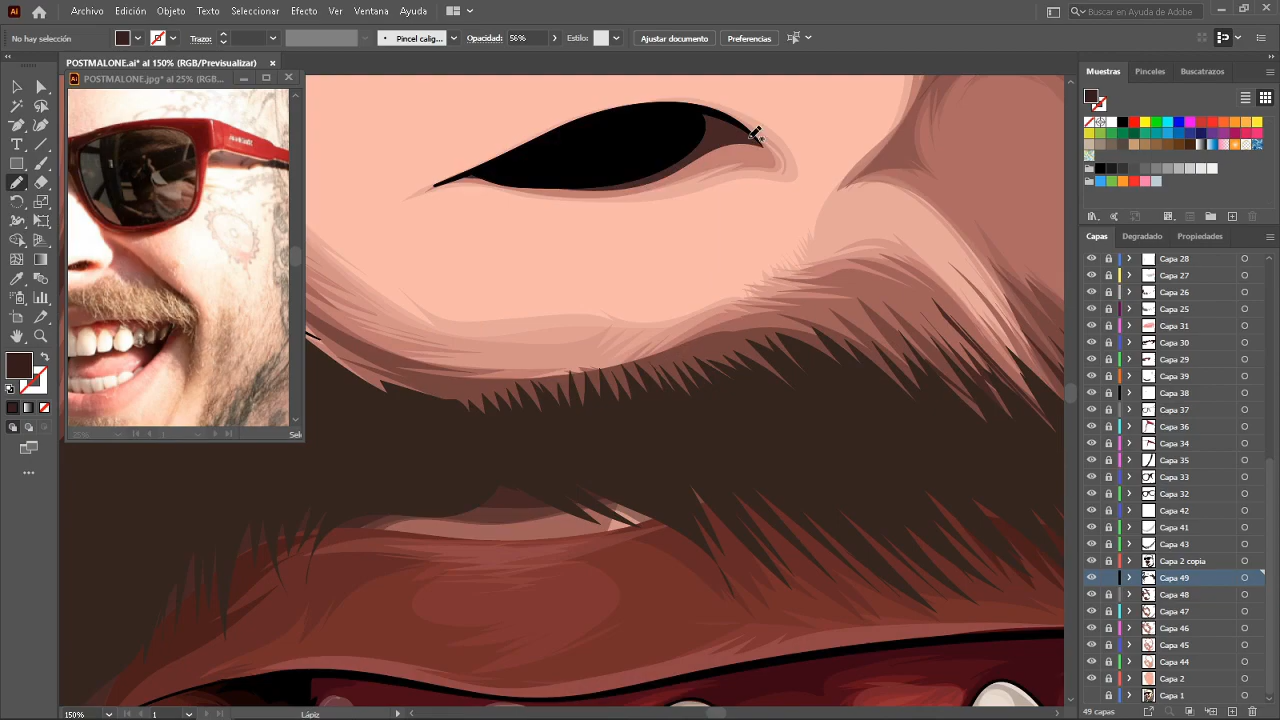 Ai
Archivo Edición Objeto Texto Seleccionar Efecto Ver Ventana Ayuda
Buscar en Ayuda de Adobe
No hay selección
Trazo:
Pincel calig...
Opacidad: 56%
Estilo:
Ajustar documento
Preferencias
POSTMALONE.ai* al 150% (RGB/Previsualizar)
POSTMALONE.jpg* al 25% (RGB...
25%
1
Sel
Muestras Pinceles Buscatrazos
Capas Degradado Propiedades
Capa 28
Capa 27
Capa 26
Capa 25
Capa 31
Capa 30
Capa 29
Capa 39
Capa 38
Capa 37
Capa 36
Capa 34
Capa 35
Capa 33
Capa 32
Capa 42
Capa 41
Capa 43
Capa 2 copia
Capa 49
Capa 48
Capa 47
Capa 46
Capa 45
Capa 44
Capa 2
Capa 1
49 capas
150%
1
Lápiz